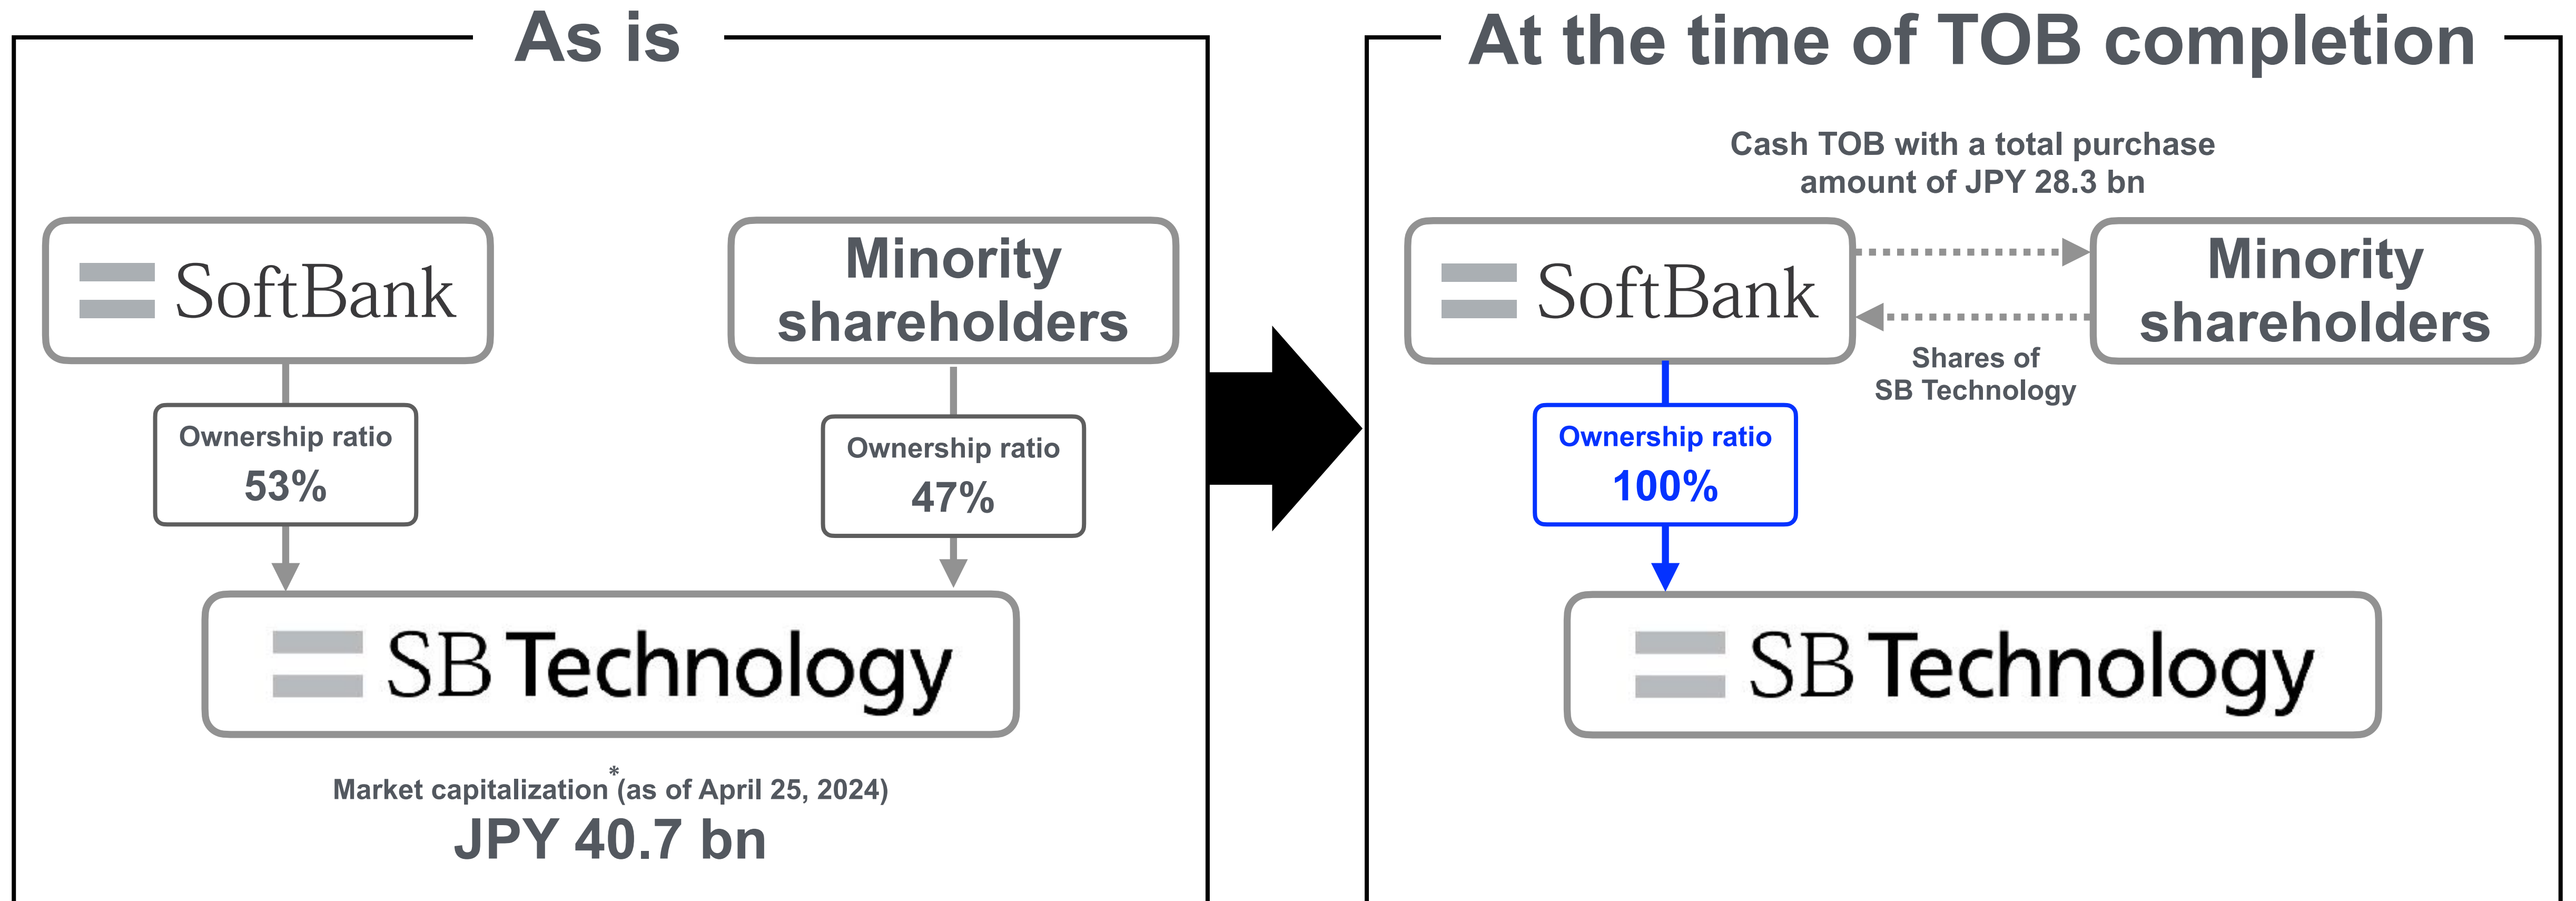 As is
SoftBank
Minority
shareholders
Ownership ratio
53%
Ownership ratio
47%
SB Technology
Market capitalization*(as of April 25, 2024)
JPY 40.7 bn
At the time of TOB completion
Cash TOB with a total purchase
amount of JPY 28.3 bn
SoftBank
Minority
shareholders
Shares of
SB Technology
Ownership ratio
100%
SB Technology